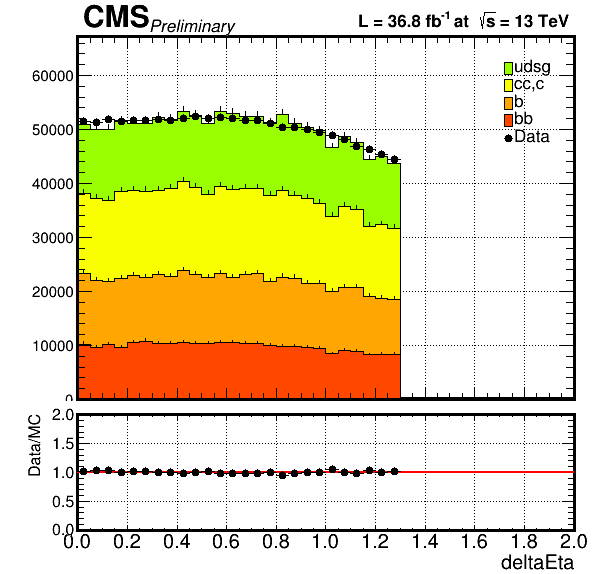 CMS Preliminary L = 36.8 fb⁻¹ at √s = 13 TeV
60000
50000
40000
30000
20000
10000
0
udsg
cc,c
b
bb
Data
Data/MC
2.0
1.5
1.0
0.5
0.0
0.0 0.2 0.4 0.6 0.8 1.0 1.2 1.4 1.6 1.8 2.0
deltaEta